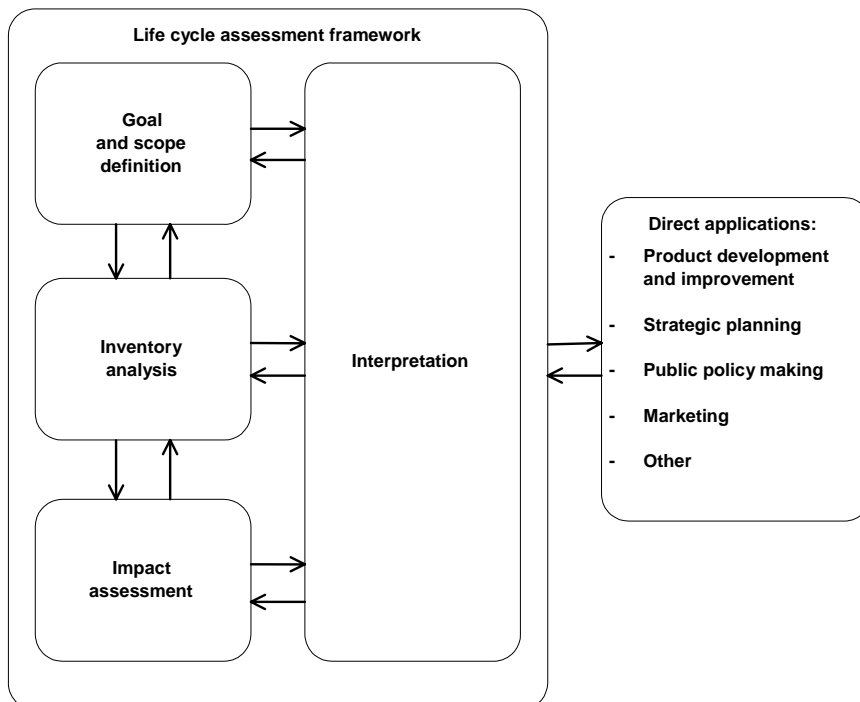 Life cycle assessment framework
Goal
and scope
definition
Inventory
analysis
Impact
assessment
Interpretation
Direct applications:
- Product development
and improvement
- Strategic planning
- Public policy making
- Marketing
- Other